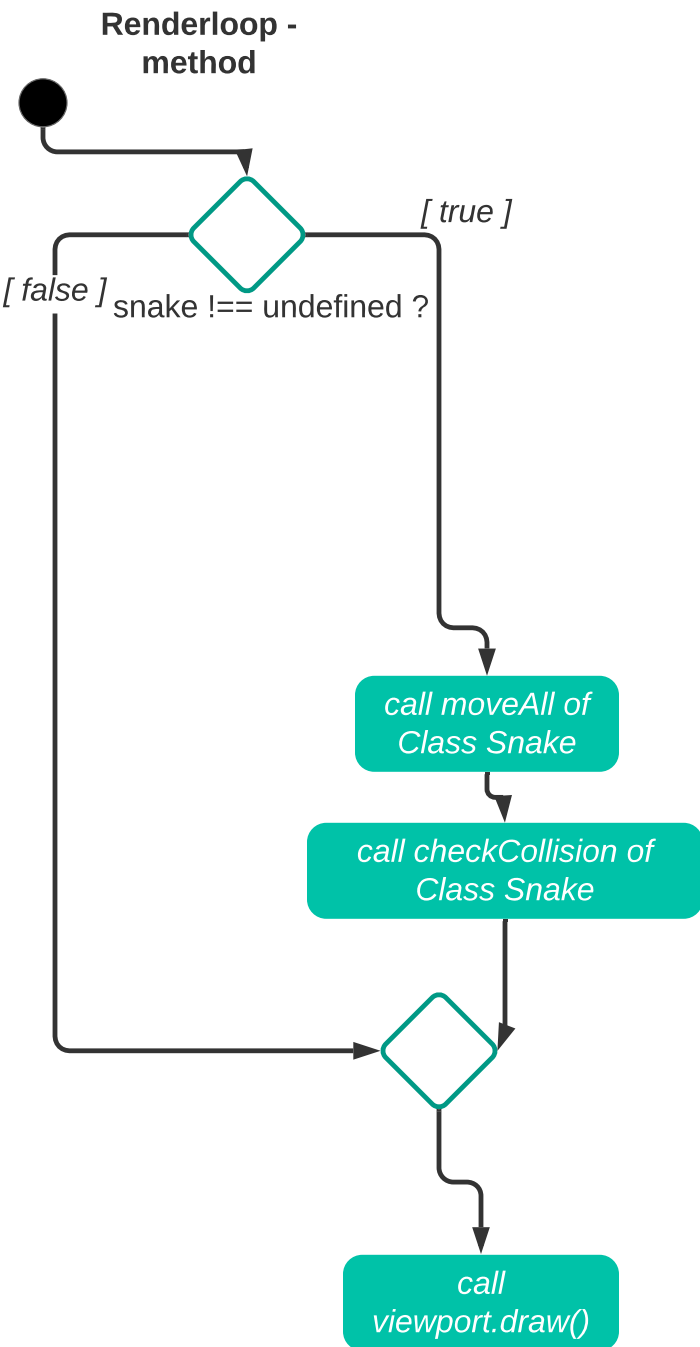 Renderloop -
method
[ true ]
[ false ]
snake !== undefined ?
call moveAll of
Class Snake
call checkCollision of
Class Snake
call
viewport.draw()